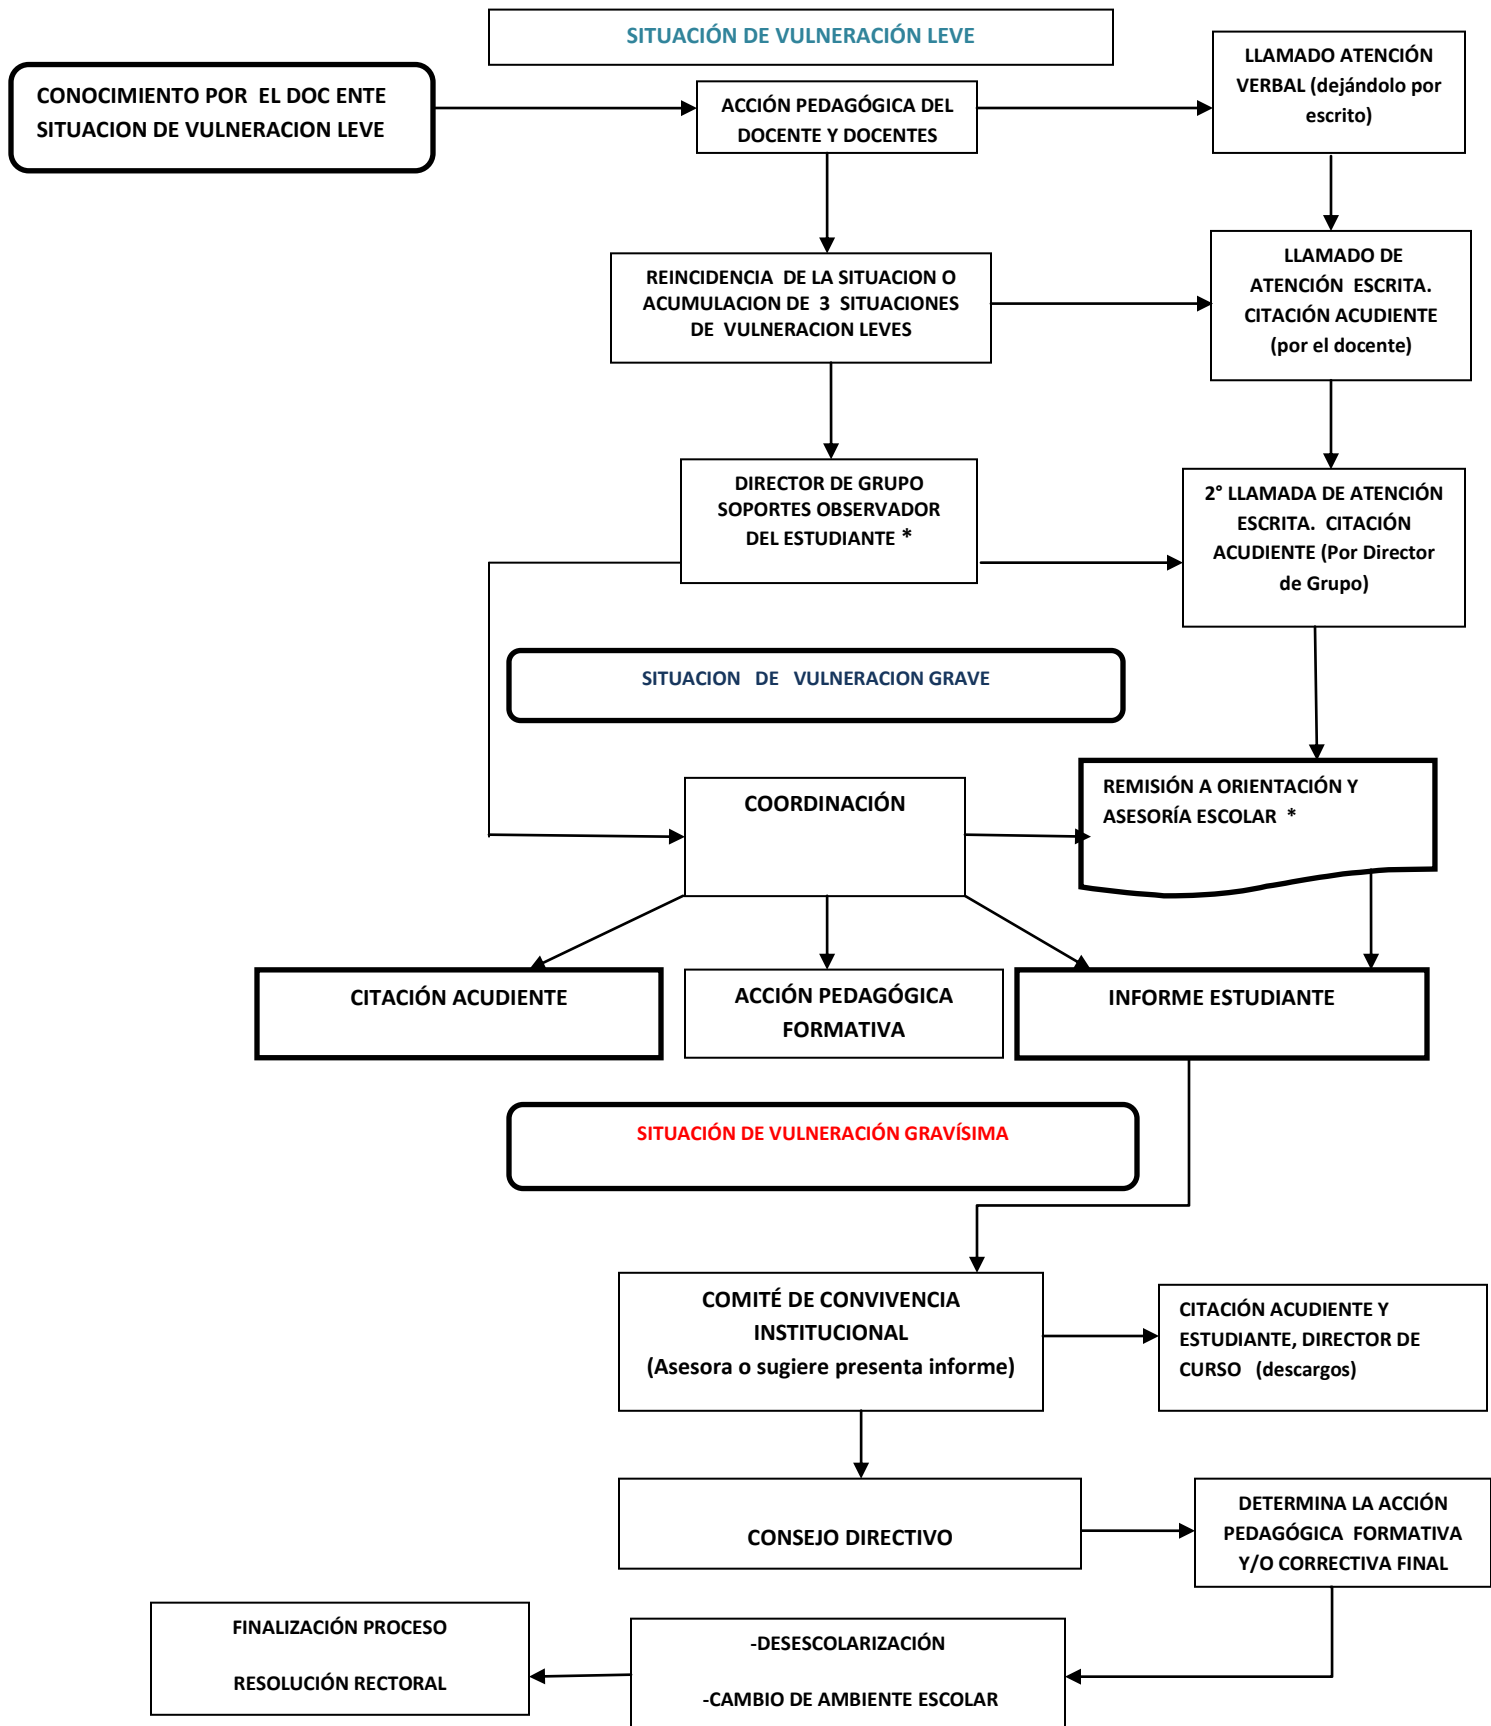 SITUACIÓN DE VULNERACIÓN LEVE
CONOCIMIENTO POR EL DOC ENTE
SITUACION DE VULNERACION LEVE
ACCIÓN PEDAGÓGICA DEL
DOCENTE Y DOCENTES
LLAMADO ATENCIÓN
VERBAL (dejándolo por
escrito)
REINCIDENCIA DE LA SITUACION O
ACUMULACION DE 3 SITUACIONES
DE VULNERACION LEVES
LLAMADO DE
ATENCIÓN ESCRITA.
CITACIÓN ACUDIENTE
(por el docente)
DIRECTOR DE GRUPO
SOPORTES OBSERVADOR
DEL ESTUDIANTE *
2° LLAMADA DE ATENCIÓN
ESCRITA. CITACIÓN
ACUDIENTE (Por Director
de Grupo)
SITUACION DE VULNERACION GRAVE
COORDINACIÓN
REMISIÓN A ORIENTACIÓN Y
ASESORÍA ESCOLAR *
CITACIÓN ACUDIENTE
ACCIÓN PEDAGÓGICA
FORMATIVA
INFORME ESTUDIANTE
SITUACIÓN DE VULNERACIÓN GRAVÍSIMA
COMITÉ DE CONVIVENCIA
INSTITUCIONAL
(Asesora o sugiere presenta informe)
CITACIÓN ACUDIENTE Y
ESTUDIANTE, DIRECTOR DE
CURSO (descargos)
CONSEJO DIRECTIVO
DETERMINA LA ACCIÓN
PEDAGÓGICA FORMATIVA
Y/O CORRECTIVA FINAL
FINALIZACIÓN PROCESO
RESOLUCIÓN RECTORAL
-DESESCOLARIZACIÓN
-CAMBIO DE AMBIENTE ESCOLAR